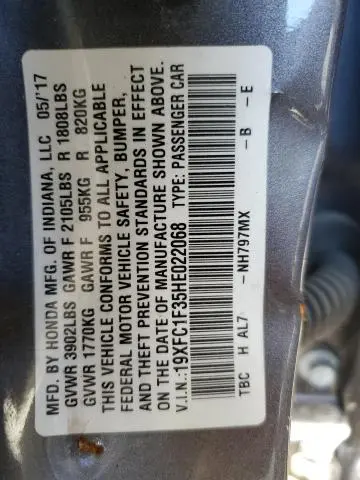 MFD. BY HONDA MFG. OF INDIANA, LLC 05/'17
GVWR 3902LBS GAWR F 2105LBS R 1808LBS
GVWR 1770KG GAWR F 955KG R 820KG
THIS VEHICLE CONFORMS TO ALL APPLICABLE
FEDERAL MOTOR VEHICLE SAFETY, BUMPER,
AND THEFT PREVENTION STANDARDS IN EFFECT
ON THE DATE OF MANUFACTURE SHOWN ABOVE.
V.I.N.:19XFC1F35HE022068 TYPE: PASSENGER CAR
TBC H AL7 -NH797MX -B -E